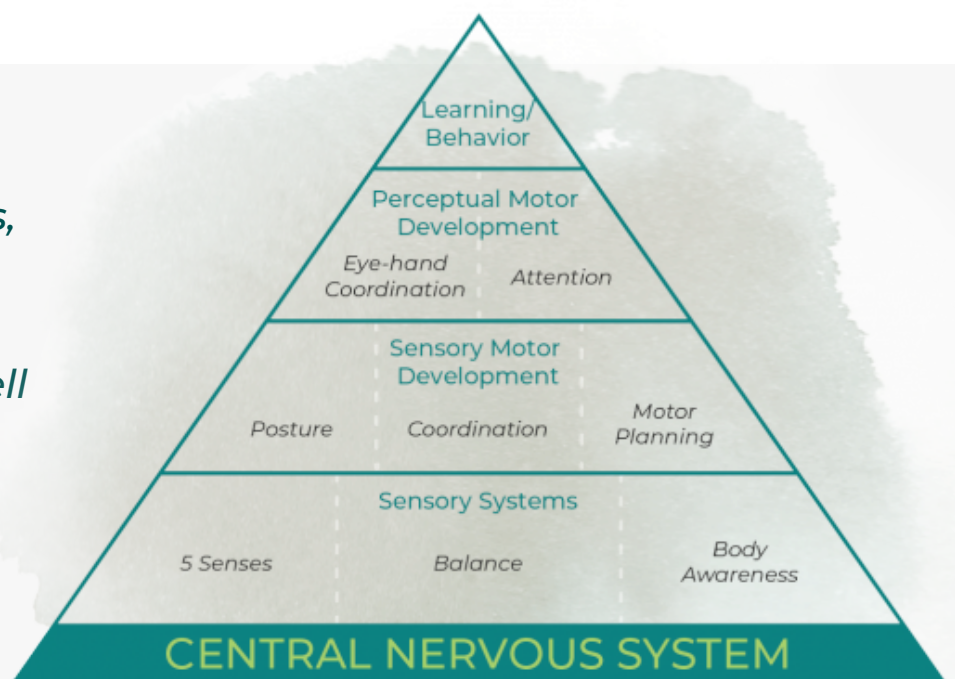 Learning/
Behavior
s,
Perceptual Motor
Development
Eye-hand
Coordination
Attention
Sensory Motor
Development
ell
Posture
Coordination
Motor
Planning
Sensory Systems
5 Senses
Balance
Body
Awareness
CENTRAL NERVOUS SYSTEM